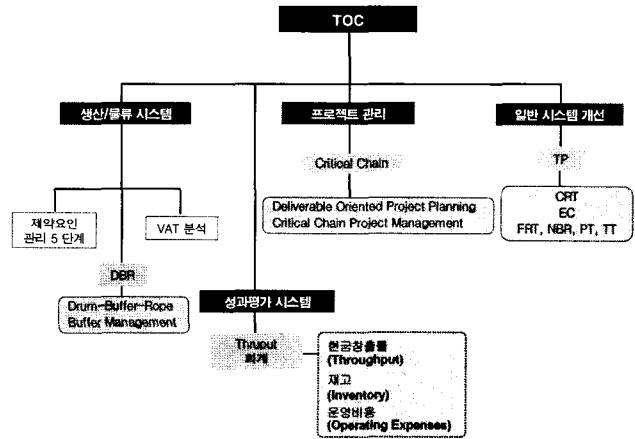 TOC
생산/물류 시스템
프로젝트 관리
일반 시스템 개선
Critical Chain
TP
Deliverable Oriented Project Planning
Critical Chain Project Management
CRT
EC
FRT, NBR, PT, TT
제약요인
관리 5 단계
VAT 분석
DBR
Drum-Buffer-Rope
Buffer Management
성과평가 시스템
Thruput
회계
현금창출률
(Throughput)
재고
(Inventory)
운영비용
(Operating Expenses)